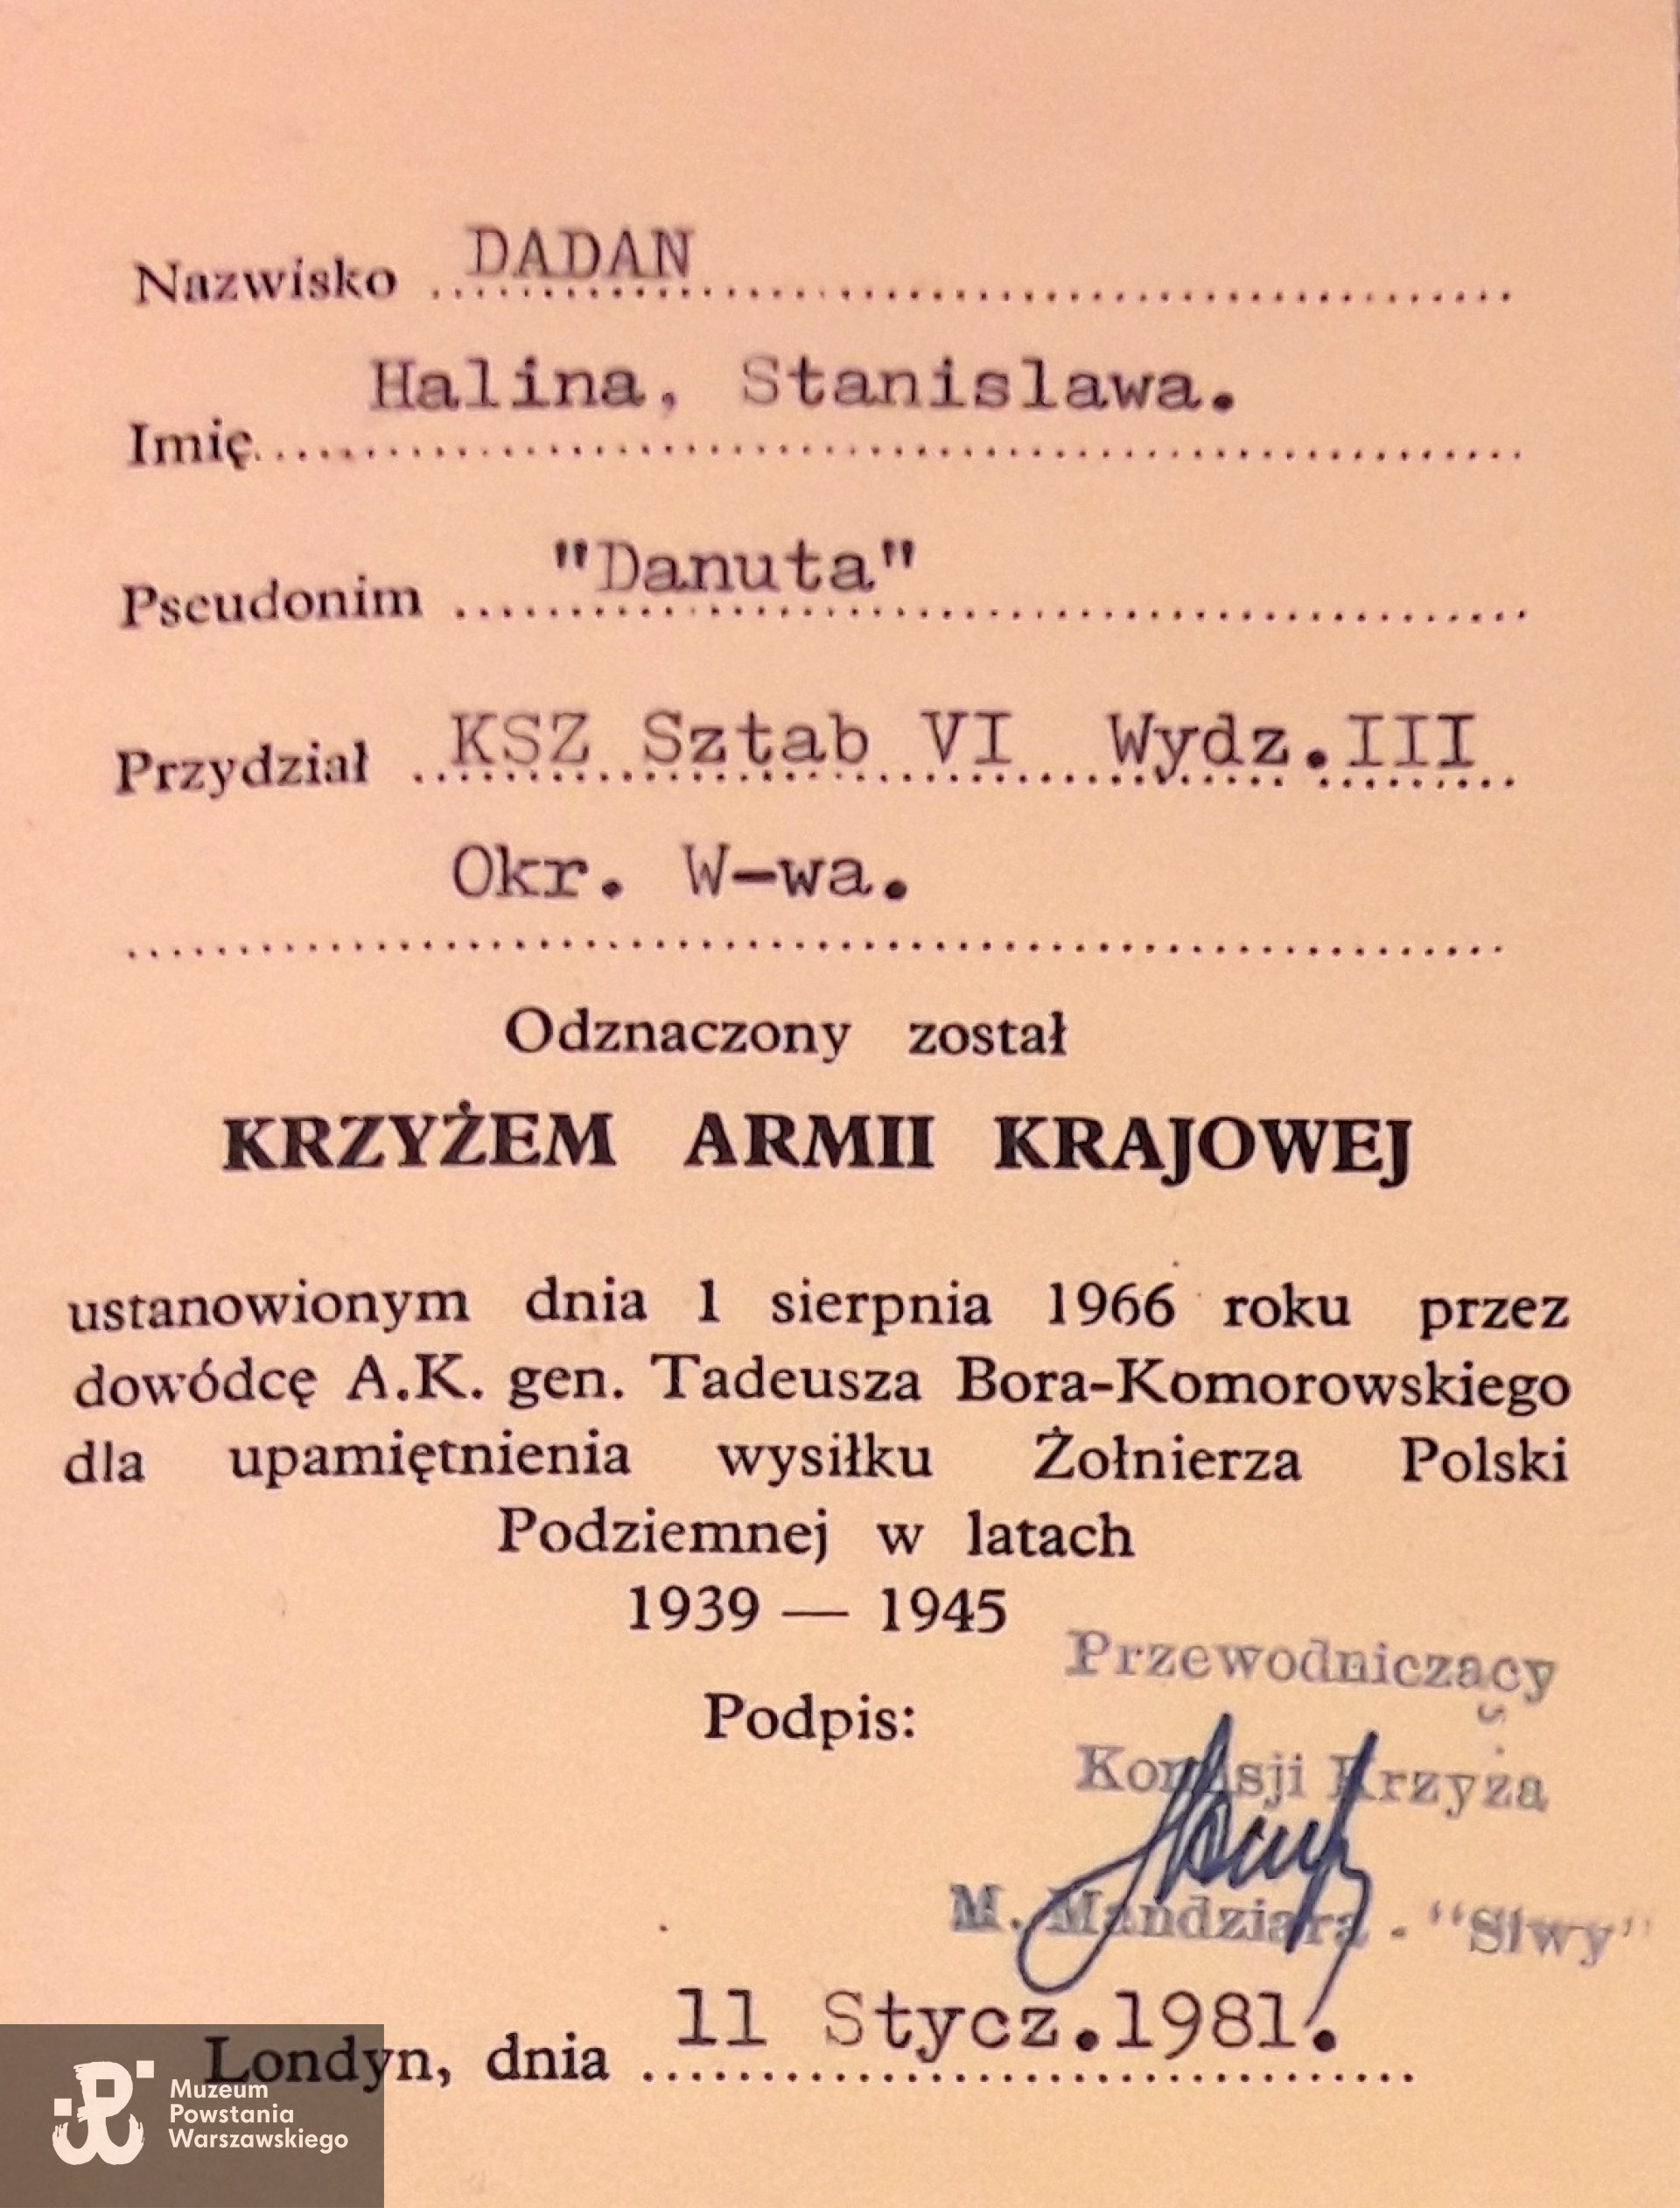 Nazwisko DADAN
Halina, Stanislawa.
Imię
Pseudonim "Danuta"
Przydział KSZ Sztab VI Wydz.III
Okr. W-wa.
Odznaczony został
KRZYŻEM ARMII KRAJOWEJ
ustanowionym dnia 1 sierpnia 1966 roku przez
dowódcę A.K. gen. Tadeusza Bora-Komorowskiego
dla upamiętnienia wysiłku Żołnierza Polski
Podziemnej w latach
1939 — 1945
Przewodniczący
Podpis:
Komisji Krzyża
M. Mandziara - "Siwy"
Londyn, dnia 11 Stycz.1981.
Muzeum
Powstania
Warszawskiego